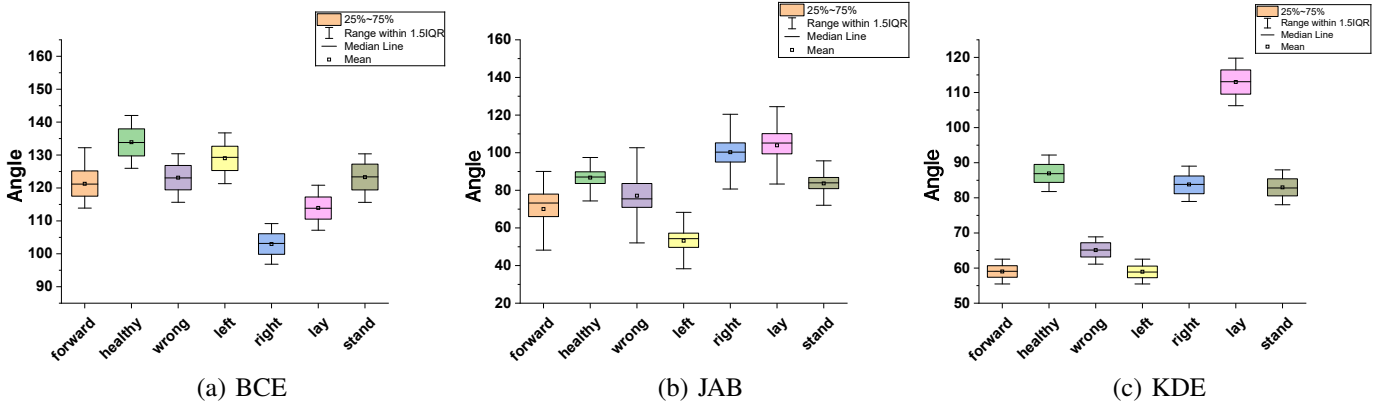 25%~75%
Range within 1.5IQR
Median Line
Mean
160
150
140
130
120
110
100
90
Angle
forward
healthy
wrong
left
right
lay
stand
(a) BCE
25%~75%
Range within 1.5IQR
Median Line
Mean
160
140
120
100
80
60
40
20
Angle
forward
healthy
wrong
left
right
lay
stand
(b) JAB
25%~75%
Range within 1.5IQR
Median Line
Mean
120
110
100
90
80
70
60
50
Angle
forward
healthy
wrong
left
right
lay
stand
(c) KDE